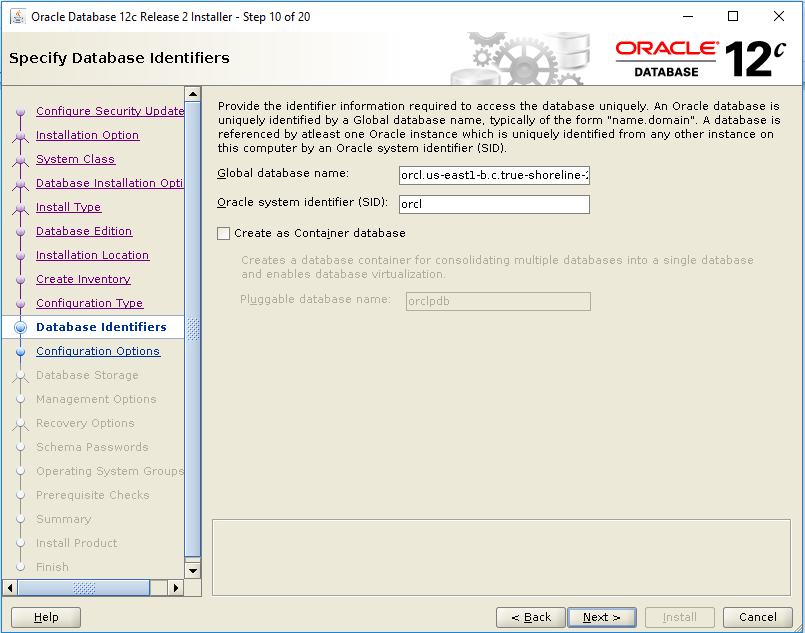 Oracle Database 12c Release 2 Installer - Step 10 of 20
Specify Database Identifiers
ORACLE
DATABASE
12c
Configure Security Update
Installation Option
System Class
Database Installation Opti
Install Type
Database Edition
Installation Location
Create Inventory
Configuration Type
Database Identifiers
Configuration Options
Database Storage
Management Options
Recovery Options
Schema Passwords
Operating System Groups
Prerequisite Checks
Summary
Install Product
Finish
Provide the identifier information required to access the database uniquely. An Oracle database is
uniquely identified by a Global database name, typically of the form "name.domain". A database is
referenced by atleast one Oracle instance which is uniquely identified from any other instance on
this computer by an Oracle system identifier (SID).
Global database name: orcl.us-east1-b.c.true-shoreline-
Oracle system identifier (SID): orcl
Create as Container database
Creates a database container for consolidating multiple databases into a single database
and enables database virtualization.
Pluggable database name: orclpdb
Help < Back Next > Install Cancel